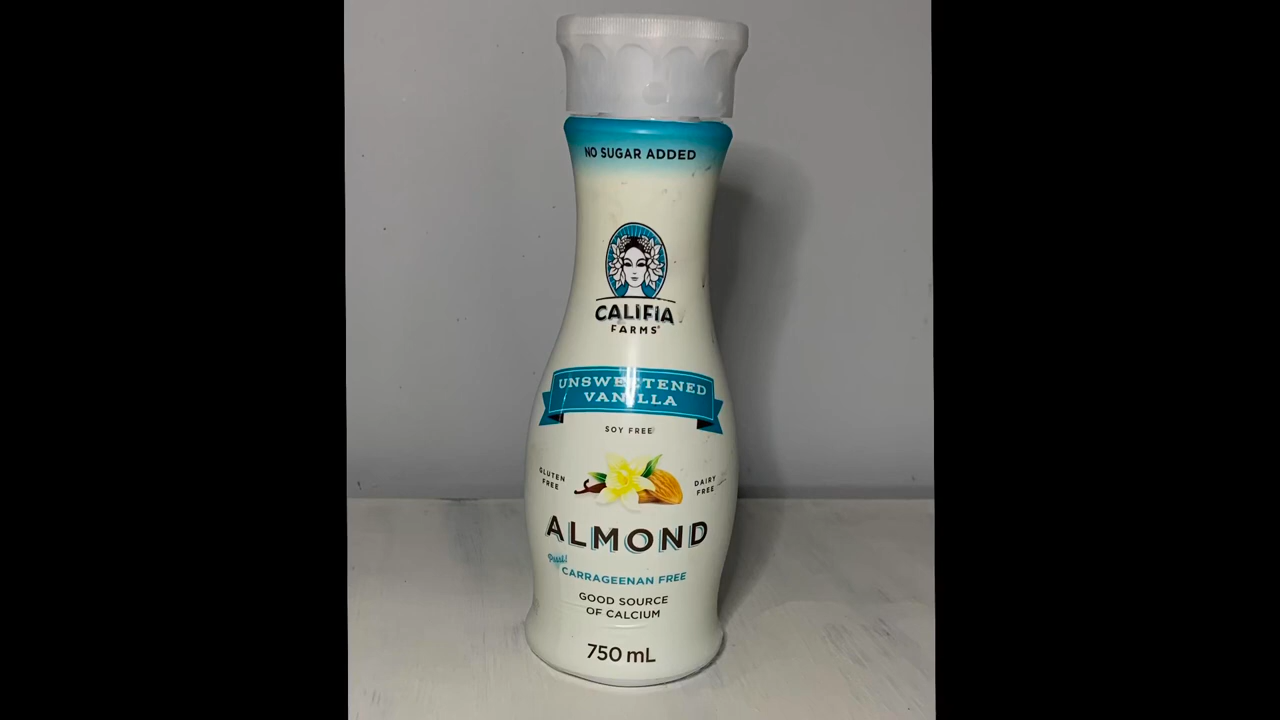 NO SUGAR ADDED
CALIFIA
FARMS®
UNSWEETENED
VANILLA
SOY FREE
GLUTEN
FREE
DAIRY
FREE
ALMOND
Pssst!
CARRAGEENAN FREE
GOOD SOURCE
OF CALCIUM
750 mL